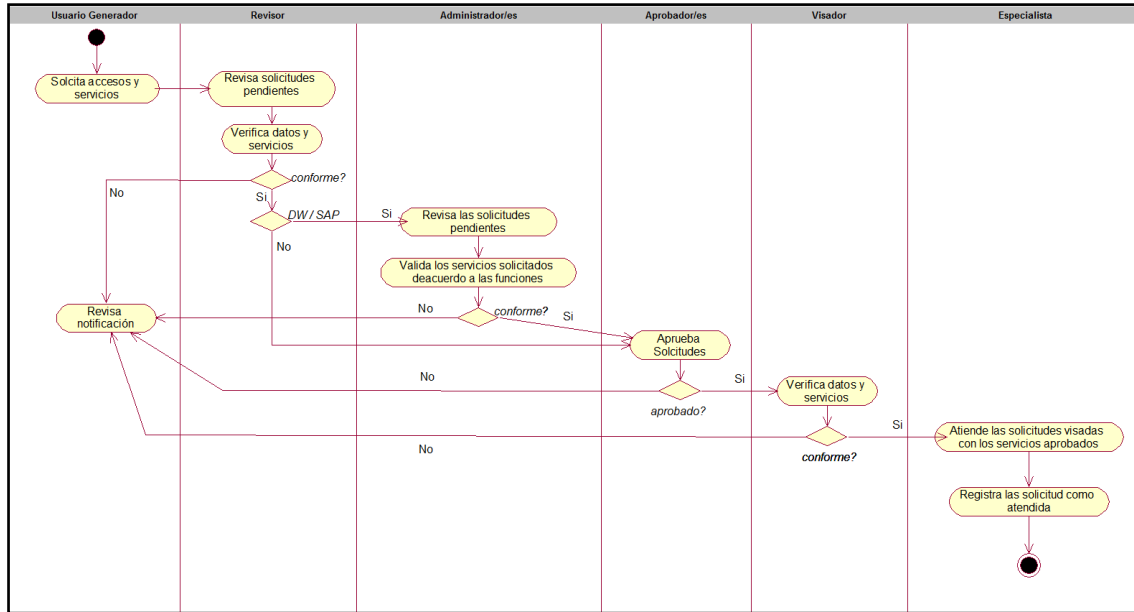 Usuario Generador
Revisor
Administrador/es
Aprobador/es
Visador
Especialista
Solcita accesos y
servicios
Revisa solicitudes
pendientes
Verifica datos y
servicios
conforme?
No
Sí
DW / SAP
Si
No
Revisa las solicitudes
pendientes
Valida los servicios solicitados
deacuerdo a las funciones
conforme?
No
Si
Revisa
notificación
Aprueba
Solcitudes
aprobado?
No
Si
Verifica datos y
servicios
conforme?
No
Si
Atiende las solicitudes visadas
con los servicios aprobados
Registra las solicitud como
atendida